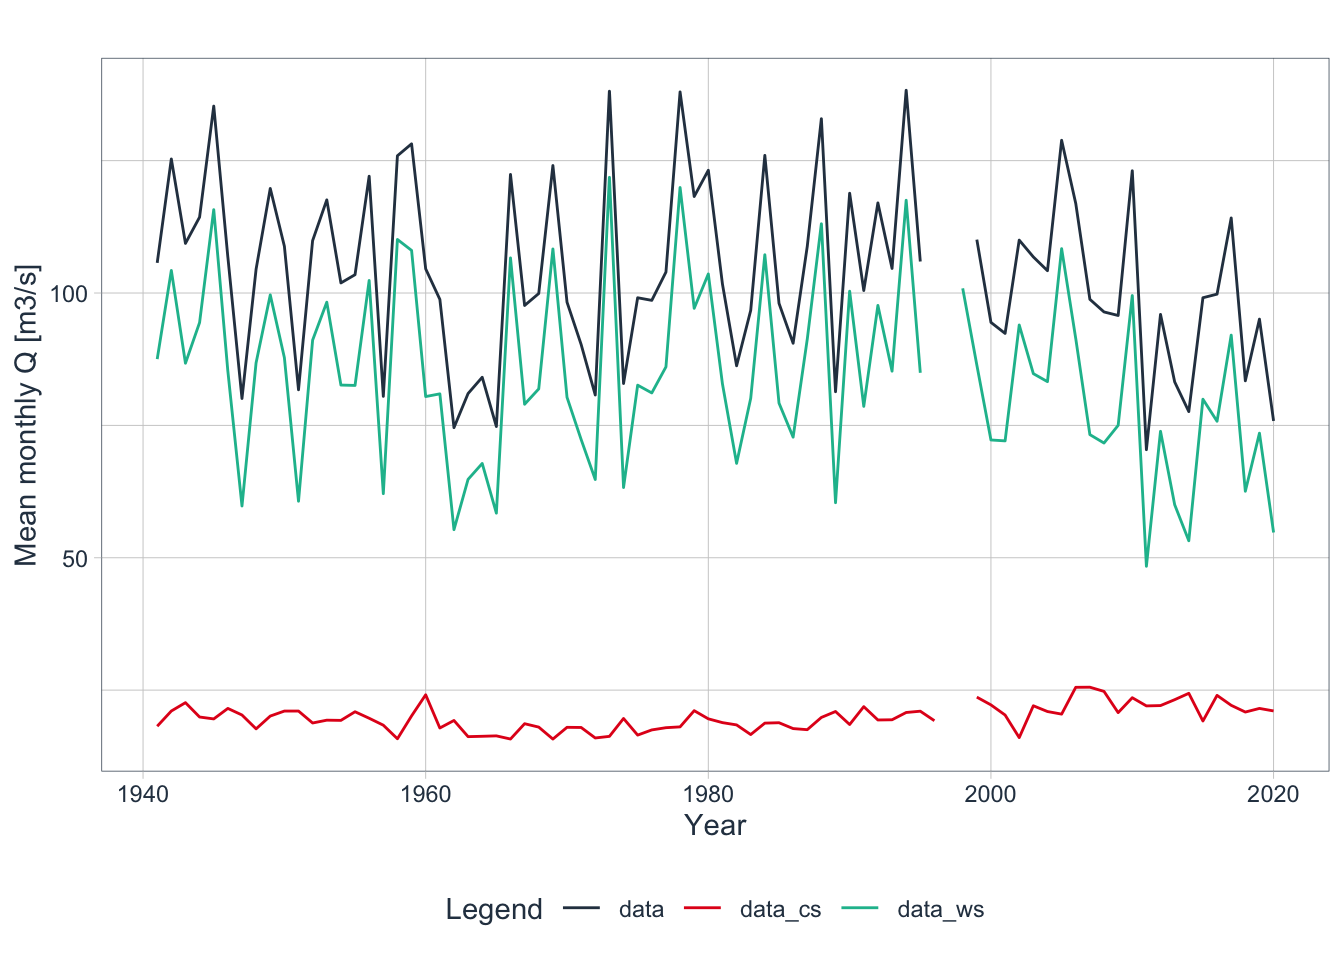 Mean monthly Q [m3/s]
100
50
1940 1960 1980 2000 2020
Year
Legend data data_cs data_ws